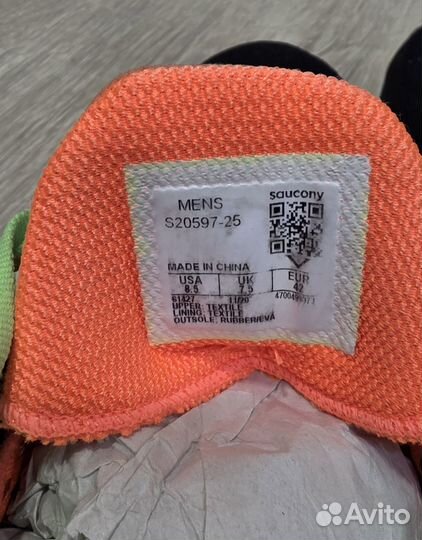 MENS
saucony
S20597-25
MADE IN CHINA
USA UK EUR
8.5 7.5 42
61427 11/20
UPPER: TEXTILE
LINING: TEXTILE
OUTSOLE: RUBBER/EVA
Avito